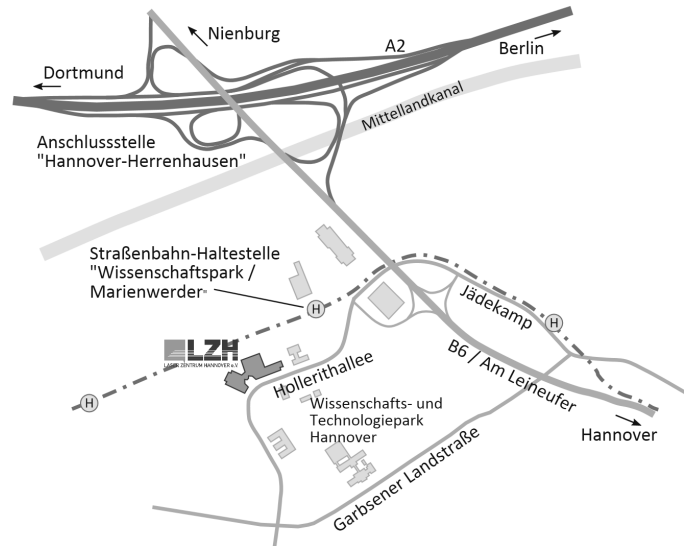 Nienburg
A2
Berlin
Dortmund
Mittellandkanal
Anschlussstelle
"Hannover-Herrenhausen"
Straßenbahn-Haltestelle
"Wissenschaftspark /
Marienwerder"
H
Jädekamp
H
LZH
LASER ZENTRUM HANNOVER e.V.
Hollerithallee
B6 / Am Leineufer
H
Wissenschafts- und
Technologiepark
Hannover
Hannover
Garbsener Landstraße